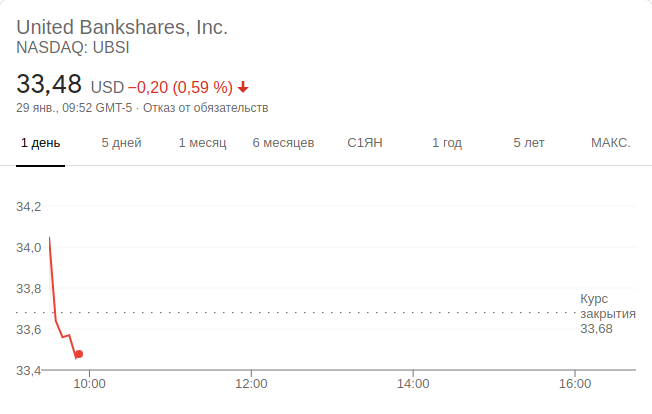 United Bankshares, Inc.
NASDAQ: UBSI
33,48 USD −0,20 (0,59 %)
29 янв., 09:52 GMT-5 · Отказ от обязательств
1 день 5 дней 1 месяц 6 месяцев С1ЯН 1 год 5 лет МАКС.
34,2
34,0
33,8
Курс
закрытия
33,68
33,6
33,4
10:00 12:00 14:00 16:00